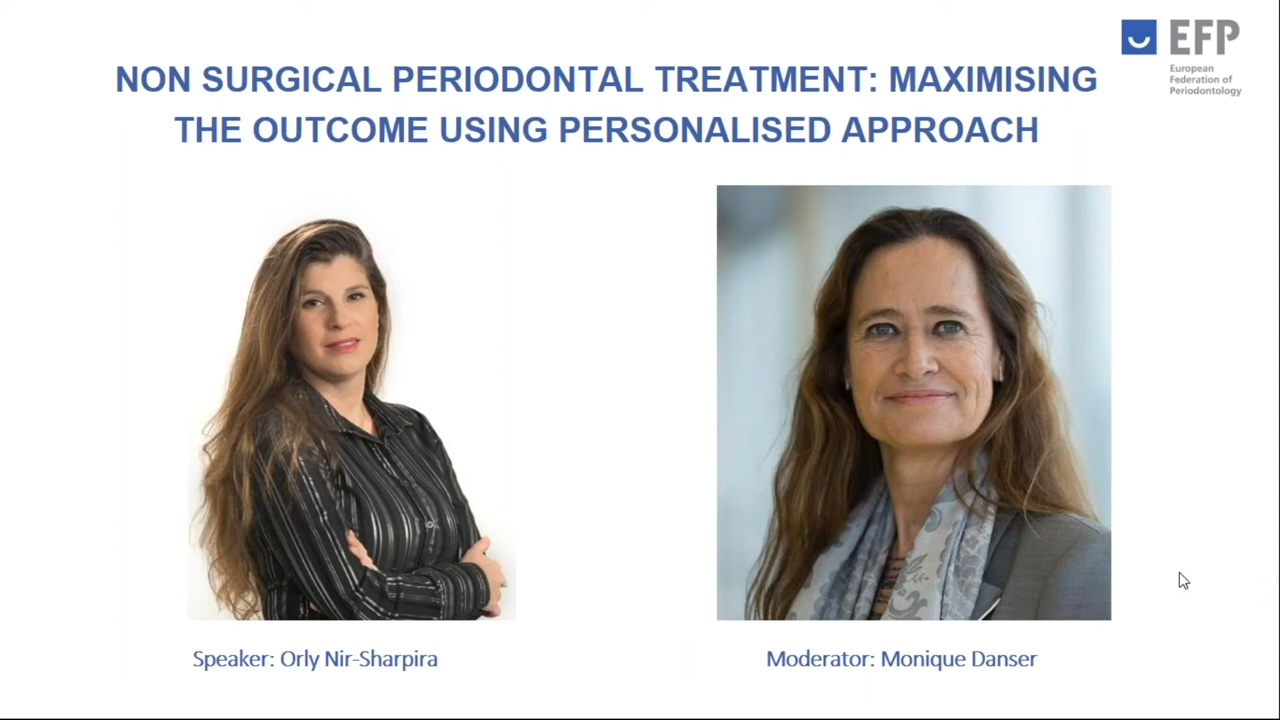 EFP
European
Federation of
Periodontology
NON SURGICAL PERIODONTAL TREATMENT: MAXIMISING
THE OUTCOME USING PERSONALISED APPROACH
Speaker: Orly Nir-Sharpira
Moderator: Monique Danser